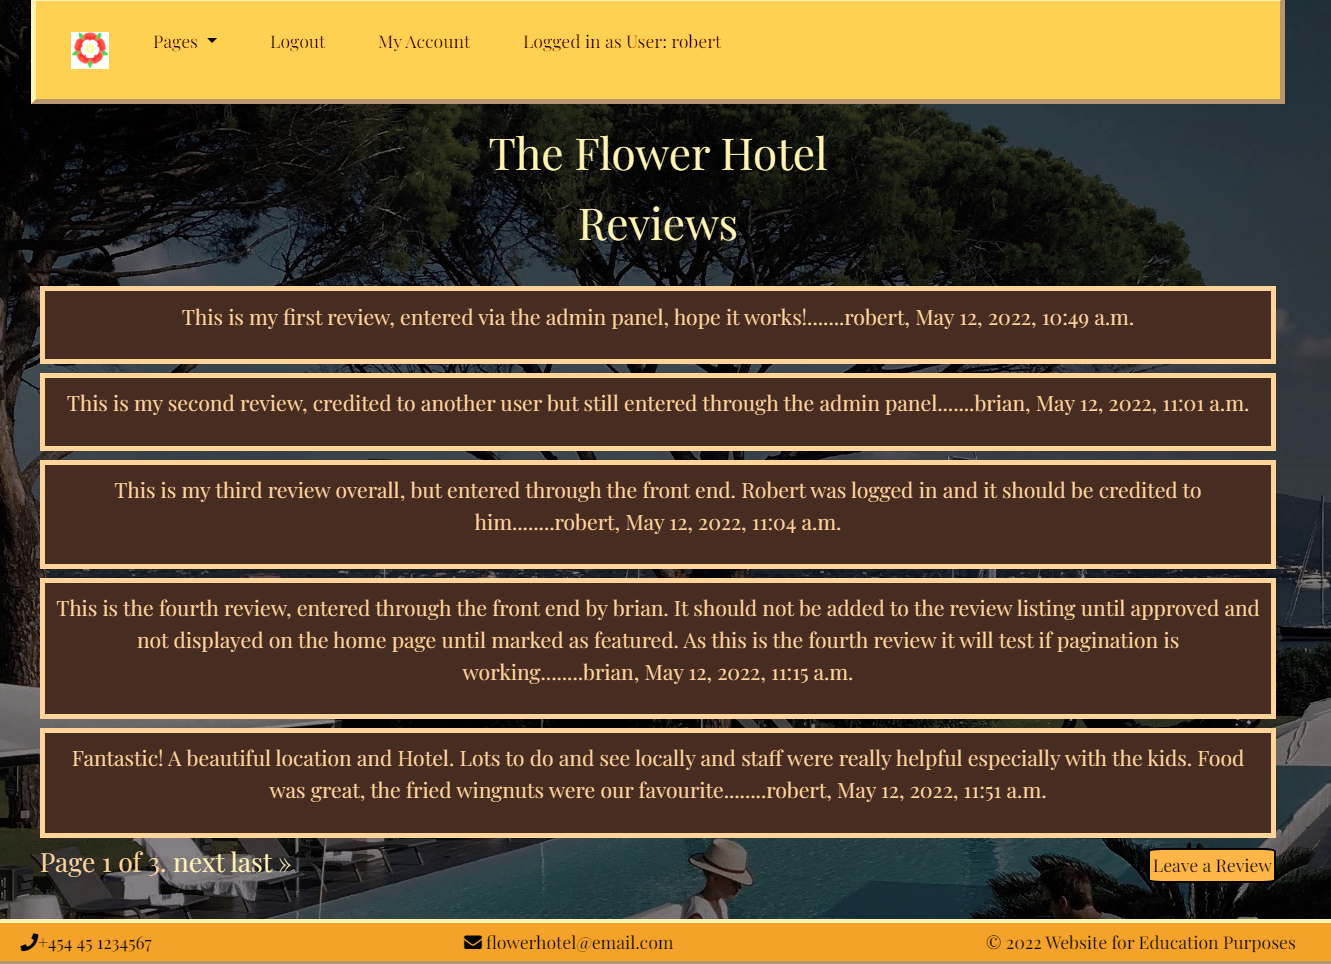 Pages
Logout
My Account
Logged in as User: robert
The Flower Hotel
Reviews
This is my first review, entered via the admin panel, hope it works!.......robert, May 12, 2022, 10:49 a.m.
This is my second review, credited to another user but still entered through the admin panel.......brian, May 12, 2022, 11:01 a.m.
This is my third review overall, but entered through the front end. Robert was logged in and it should be credited to
him........robert, May 12, 2022, 11:04 a.m.
This is the fourth review, entered through the front end by brian. It should not be added to the review listing until approved and
not displayed on the home page until marked as featured. As this is the fourth review it will test if pagination is
working........brian, May 12, 2022, 11:15 a.m.
Fantastic! A beautiful location and Hotel. Lots to do and see locally and staff were really helpful especially with the kids. Food
was great, the fried wingnuts were our favourite........robert, May 12, 2022, 11:51 a.m.
Page 1 of 3. next last »
Leave a Review
+454 45 1234567
flowerhotel@email.com
© 2022 Website for Education Purposes